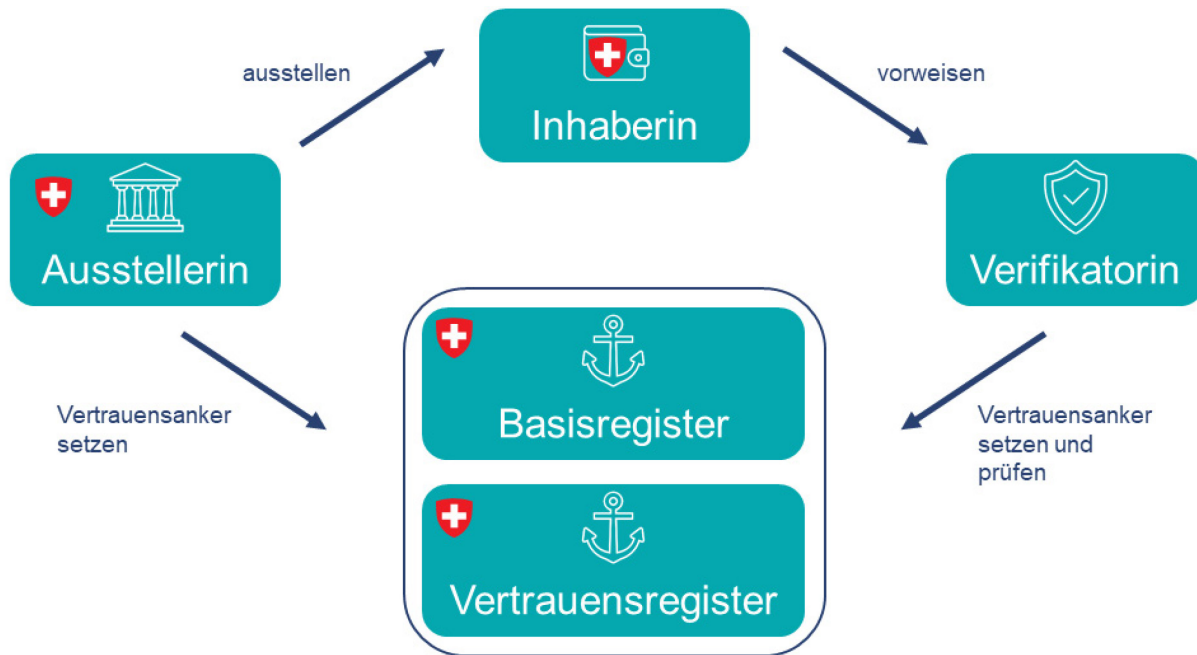 ausstellen
Inhaberin
vorweisen
Ausstellerin
Verifikatorin
Vertrauensanker
setzen
Basisregister
Vertrauensregister
Vertrauensanker
setzen und
prüfen